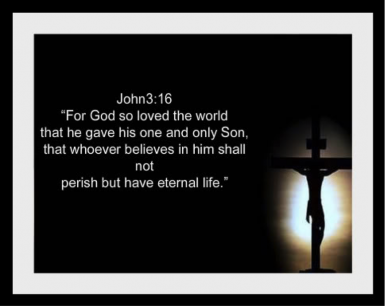 John3:16
“For God so loved the world
that he gave his one and only Son,
that whoever believes in him shall
not
perish but have eternal life.”